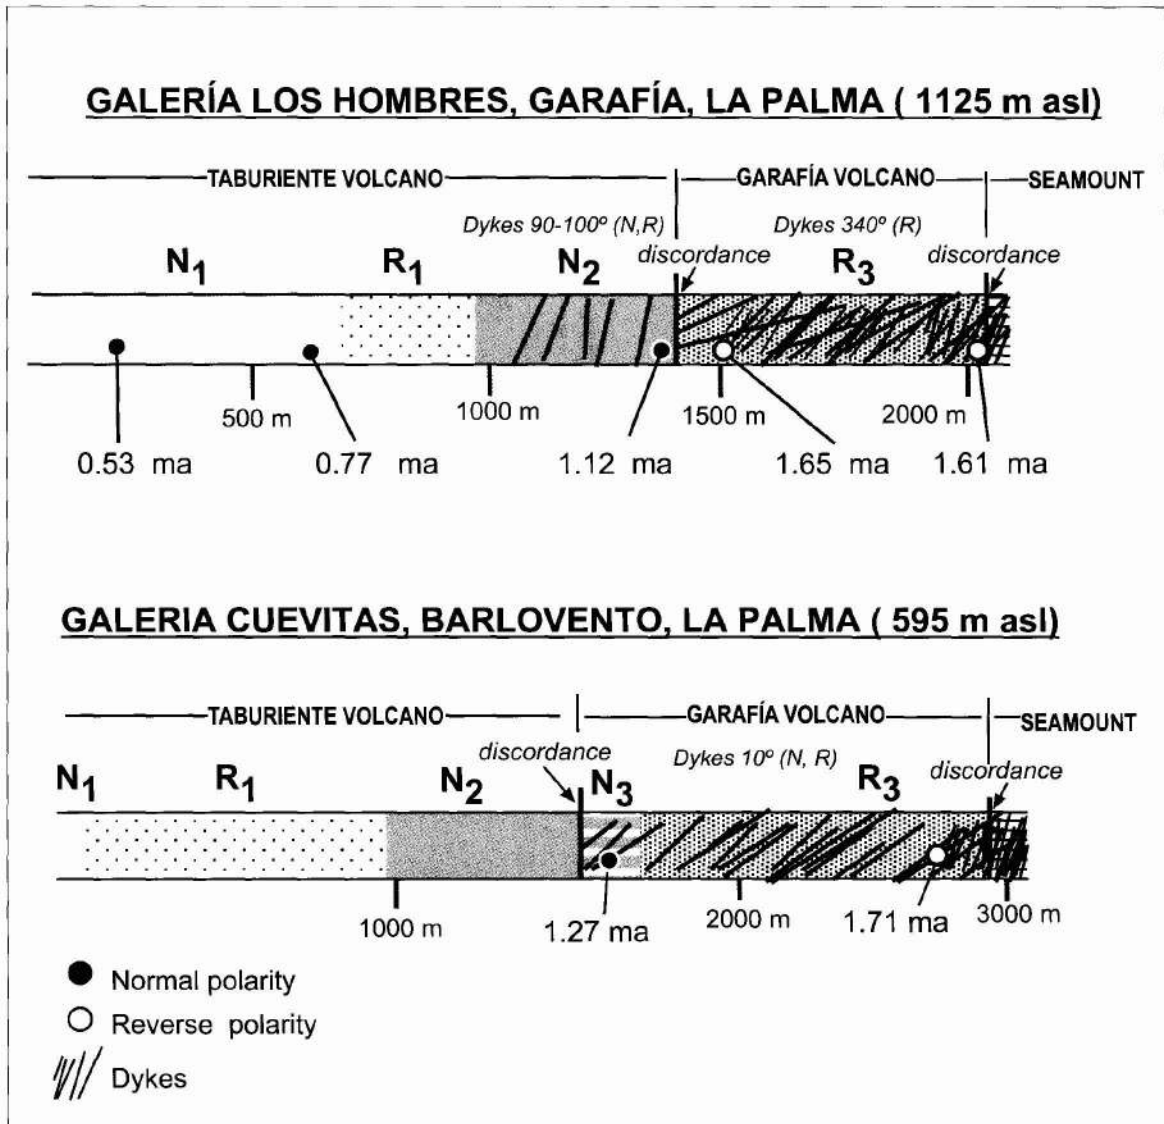 GALERÍA LOS HOMBRES, GARAFÍA, LA PALMA ( 1125 m asl)
TABURIENTE VOLCANO GARAFÍA VOLCANO SEAMOUNT
Dykes 90-100º (N,R) Dykes 340º (R)
N1 R1 N2 discordance R3 discordance
500 m 1000 m 1500 m 2000 m
0.53 ma 0.77 ma 1.12 ma 1.65 ma 1.61 ma
GALERIA CUEVITAS, BARLOVENTO, LA PALMA ( 595 m asl)
TABURIENTE VOLCANO GARAFÍA VOLCANO SEAMOUNT
discordance Dykes 10º (N, R) discordance
N1 R1 N2 N3 R3
1000 m 1.27 ma 2000 m 1.71 ma 3000 m
Normal polarity
Reverse polarity
Dykes